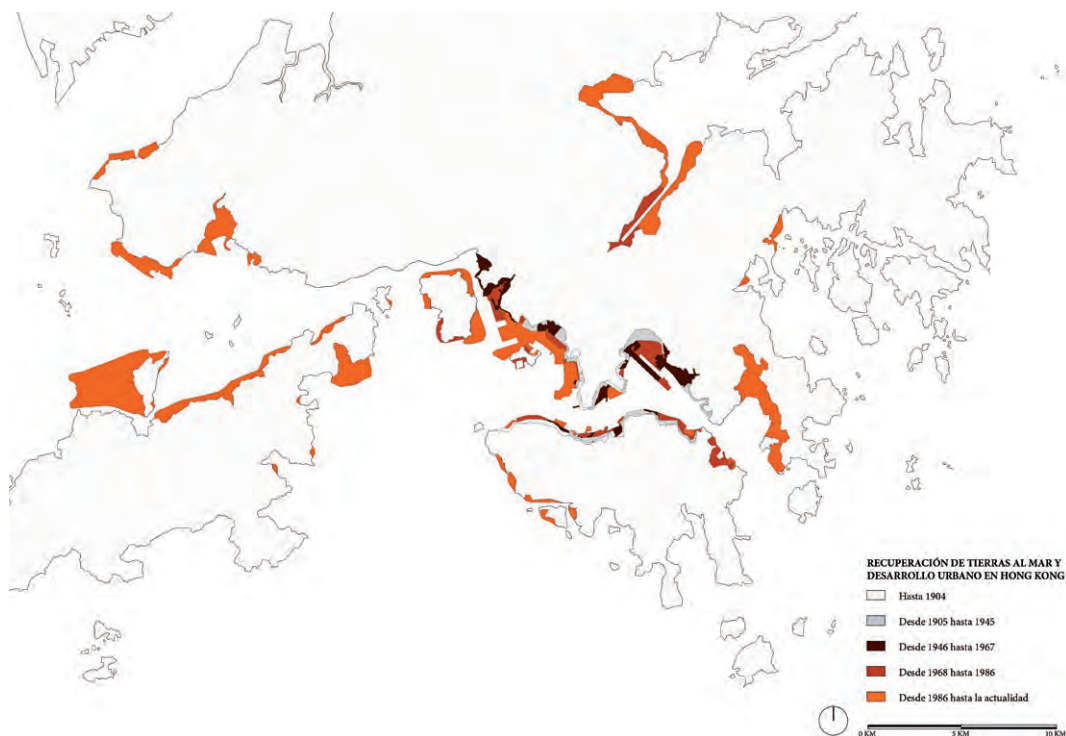 RECUPERACIÓN DE TIERRAS AL MAR Y
DESARROLLO URBANO EN HONG KONG
Hasta 1904
Desde 1905 hasta 1945
Desde 1946 hasta 1967
Desde 1968 hasta 1986
Desde 1986 hasta la actualidad
0 KM 5 KM 10 KM